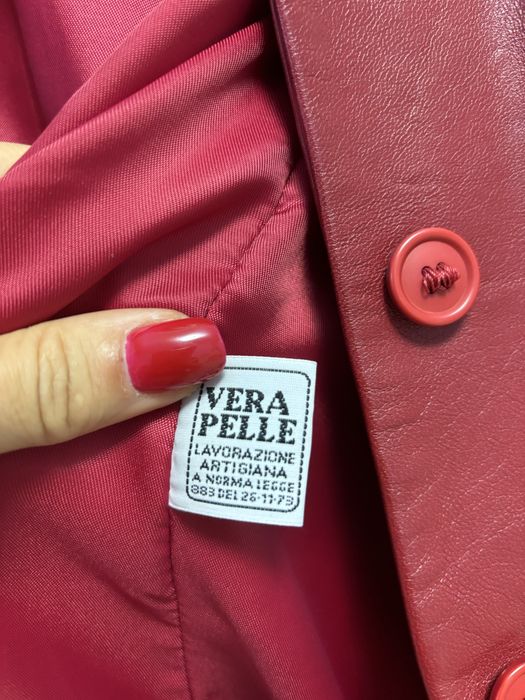 VERA
PELLE
LAVORAZIONE
ARTIGIANA
A NORMA LEGGE
883 DEL 26-11-73